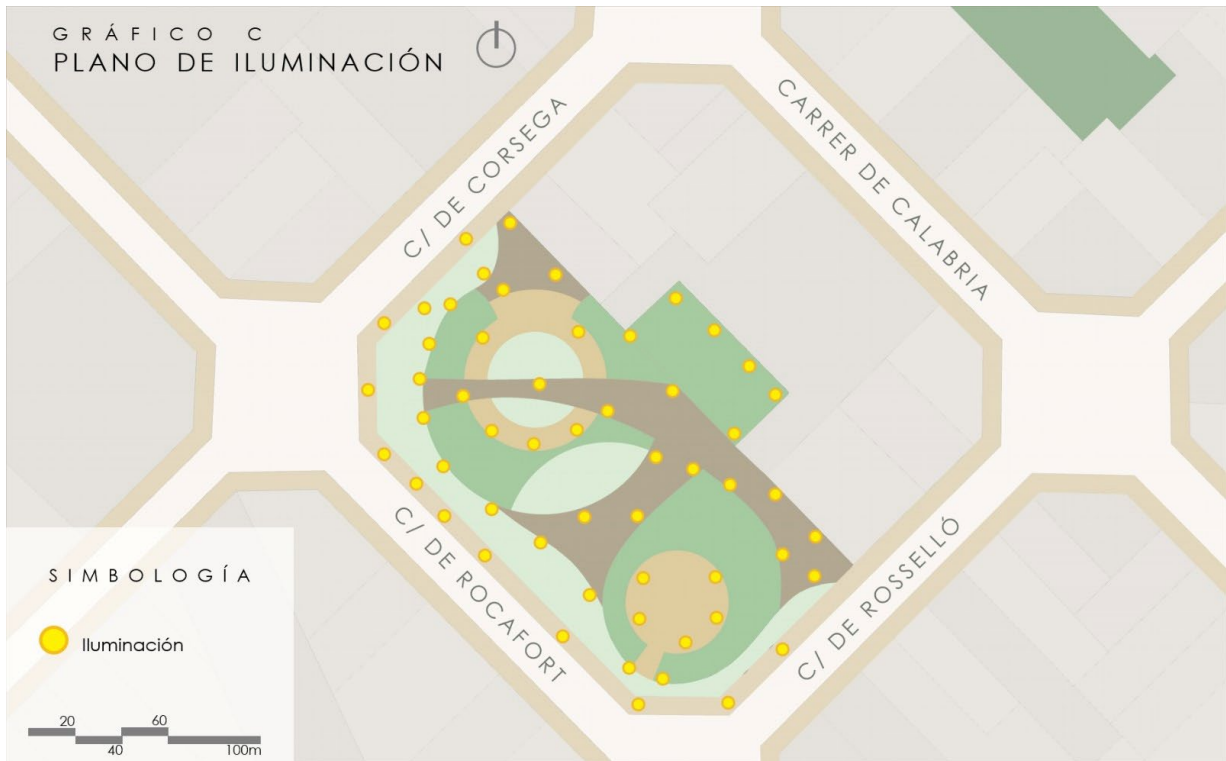 GRÁFICO C
PLANO DE ILUMINACIÓN
C/ DE CORSEGA
CARRER DE CALABRIA
C/ DE ROCAFORT
C/ DE ROSSELLÓ
SIMBOLOGÍA
Iluminación
20 60
40 100m